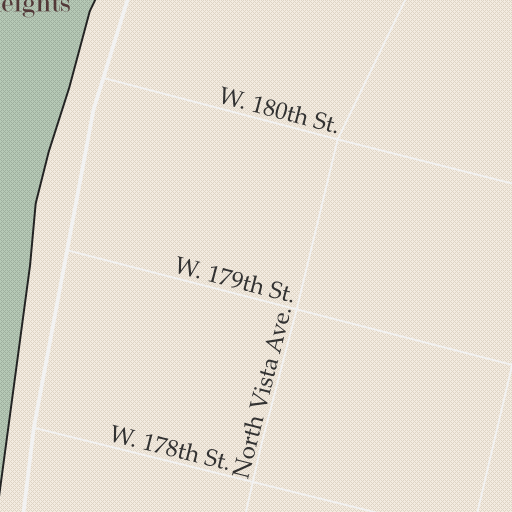 eights
W. 180th St.
W. 179th St.
North Vista Ave.
W. 178th St.